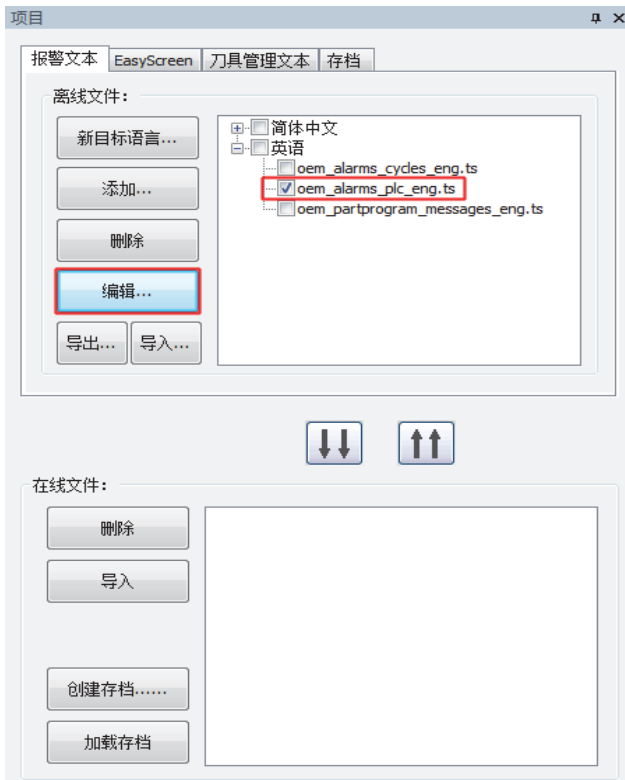 项目
报警文本 EasyScreen 刀具管理文本 存档
离线文件：
新目标语言...
添加...
删除
编辑...
导出... 导入...
简体中文
英语
oem_alarms_cycles_eng.ts
oem_alarms_plc_eng.ts
oem_partprogram_messages_eng.ts
在线文件：
删除
导入
创建存档......
加载存档